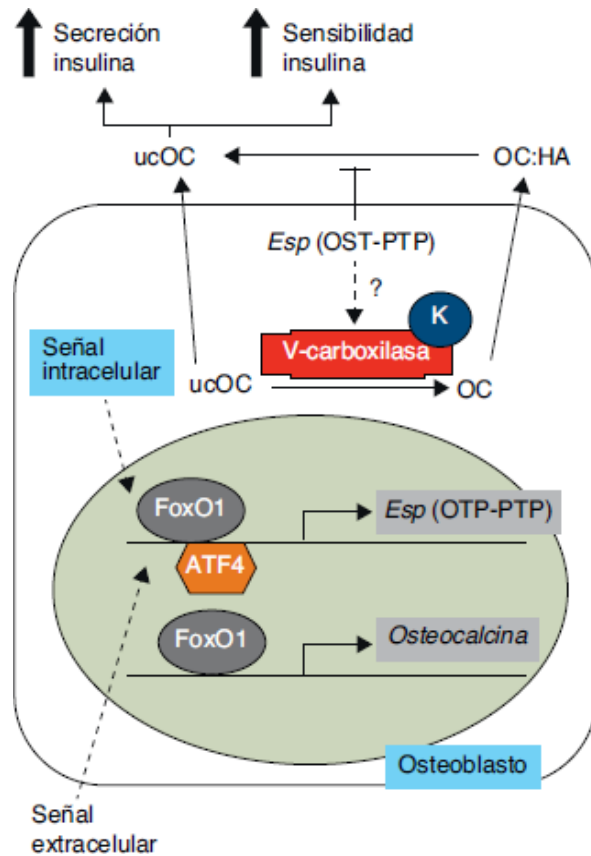 Secreción
insulina
Sensibilidad
insulina
ucOC
OC:HA
Esp (OST-PTP)
?
K
V-carboxilasa
Señal
intracelular
ucOC
OC
FoxO1
Esp (OTP-PTP)
ATF4
FoxO1
Osteocalcina
Osteoblasto
Señal
extracelular